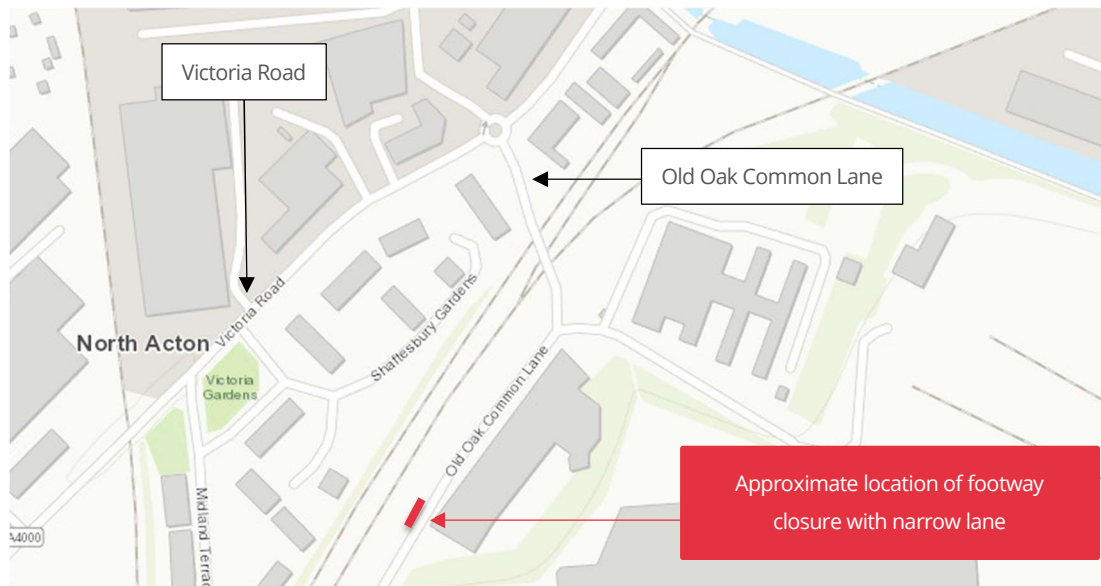 Victoria Road
Old Oak Common Lane
Victoria Road
North Acton
Shaftesbury Gardens
Victoria
Gardens
Old Oak Common Lane
Approximate location of footway
closure with narrow lane
Midland Terrac
A4000